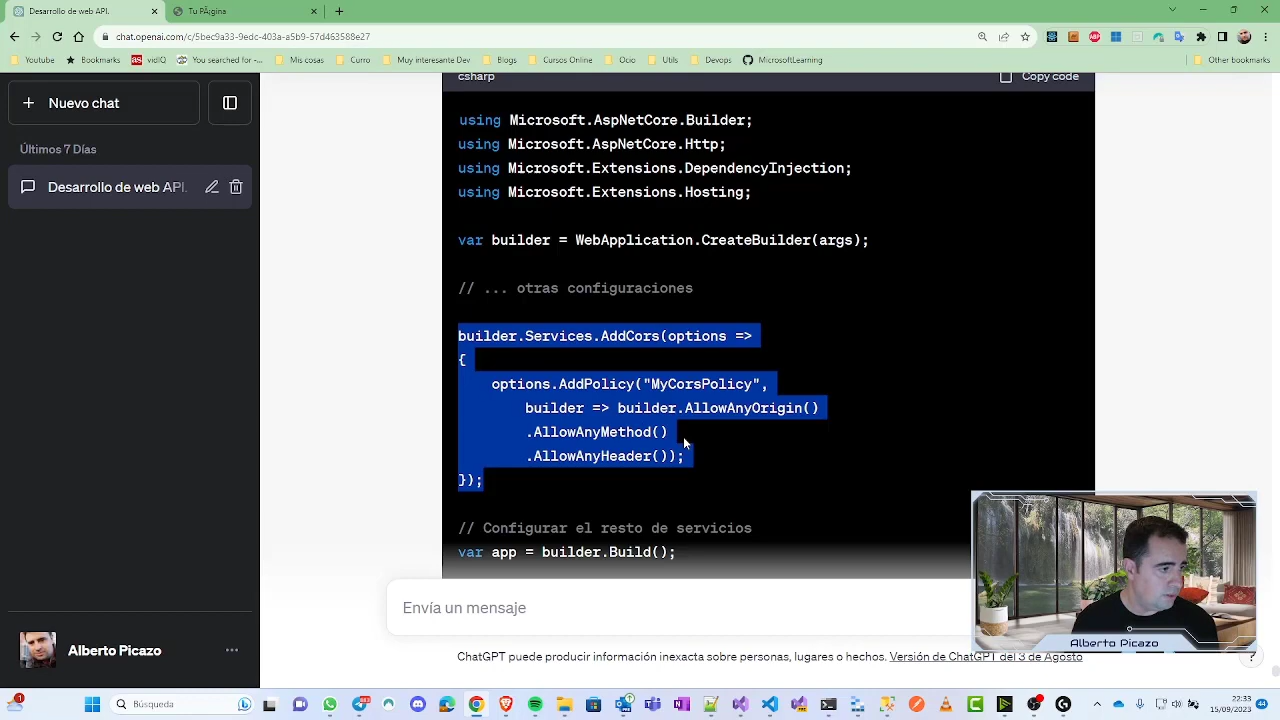 Desarrollo de web API.
Tu Página
chat.openai.com/c/5bec9a33-9edc-403a-a5b9-57d463588e27
Youtube
Bookmarks
vidIQ
You searched for -...
Mis cosas
Curro
Muy interesante Dev
Blogs
Cursos Online
Ocio
Utils
Devops
MicrosoftLearning
Other bookmarks
Nuevo chat
Últimos 7 Días
Desarrollo de web API.
Alberto Picazo
csharp
Copy code
using Microsoft.AspNetCore.Builder;
using Microsoft.AspNetCore.Http;
using Microsoft.Extensions.DependencyInjection;
using Microsoft.Extensions.Hosting;
var builder = WebApplication.CreateBuilder(args);
// ... otras configuraciones
builder.Services.AddCors(options =>
{
options.AddPolicy("MyCorsPolicy",
builder => builder.AllowAnyOrigin()
.AllowAnyMethod()
.AllowAnyHeader());
});
// Configurar el resto de servicios
var app = builder.Build();
Envía un mensaje
ChatGPT puede producir información inexacta sobre personas, lugares o hechos. Versión de ChatGPT del 3 de Agosto
?
Alberto Picazo
Búsqueda
22:33
15/09/2023